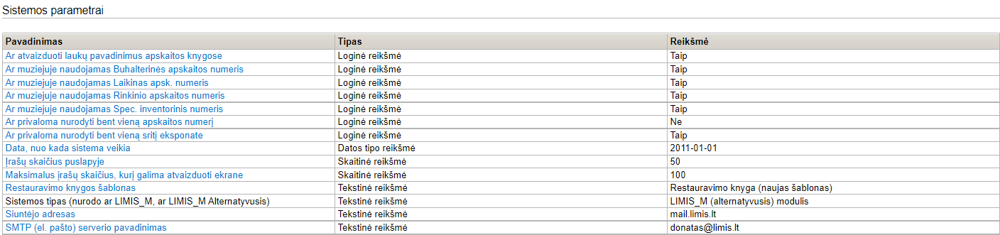 Sistemos parametrai
Pavadinimas Tipas Reikšmė
Ar atvaizduoti laukų pavadinimus apskaitos knygose Loginė reikšmė Taip
Ar muziejuje naudojamas Buhalterinės apskaitos numeris Loginė reikšmė Taip
Ar muziejuje naudojamas Laikinas apsk. numeris Loginė reikšmė Taip
Ar muziejuje naudojamas Rinkinio apskaitos numeris Loginė reikšmė Taip
Ar muziejuje naudojamas Spec. inventorinis numeris Loginė reikšmė Taip
Ar privaloma nurodyti bent vieną apskaitos numerį Loginė reikšmė Ne
Ar privaloma nurodyti bent vieną sritį eksponate Loginė reikšmė Taip
Data, nuo kada sistema veikia Datos tipo reikšmė 2011-01-01
Įrašų skaičius puslapyje Skaitinė reikšmė 50
Maksimalus įrašų skaičius, kurį galima atvaizduoti ekrane Skaitinė reikšmė 100
Restauravimo knygos šablonas Tekstinė reikšmė Restauravimo knyga (naujas šablonas)
Sistemos tipas (nurodo ar LIMIS_M, ar LIMIS_M Alternatyvusis) Tekstinė reikšmė LIMIS_M (alternatyvusis) modulis
Siuntėjo adresas Tekstinė reikšmė mail.limis.lt
SMTP (el. pašto) serverio pavadinimas Tekstinė reikšmė donatas@limis.lt